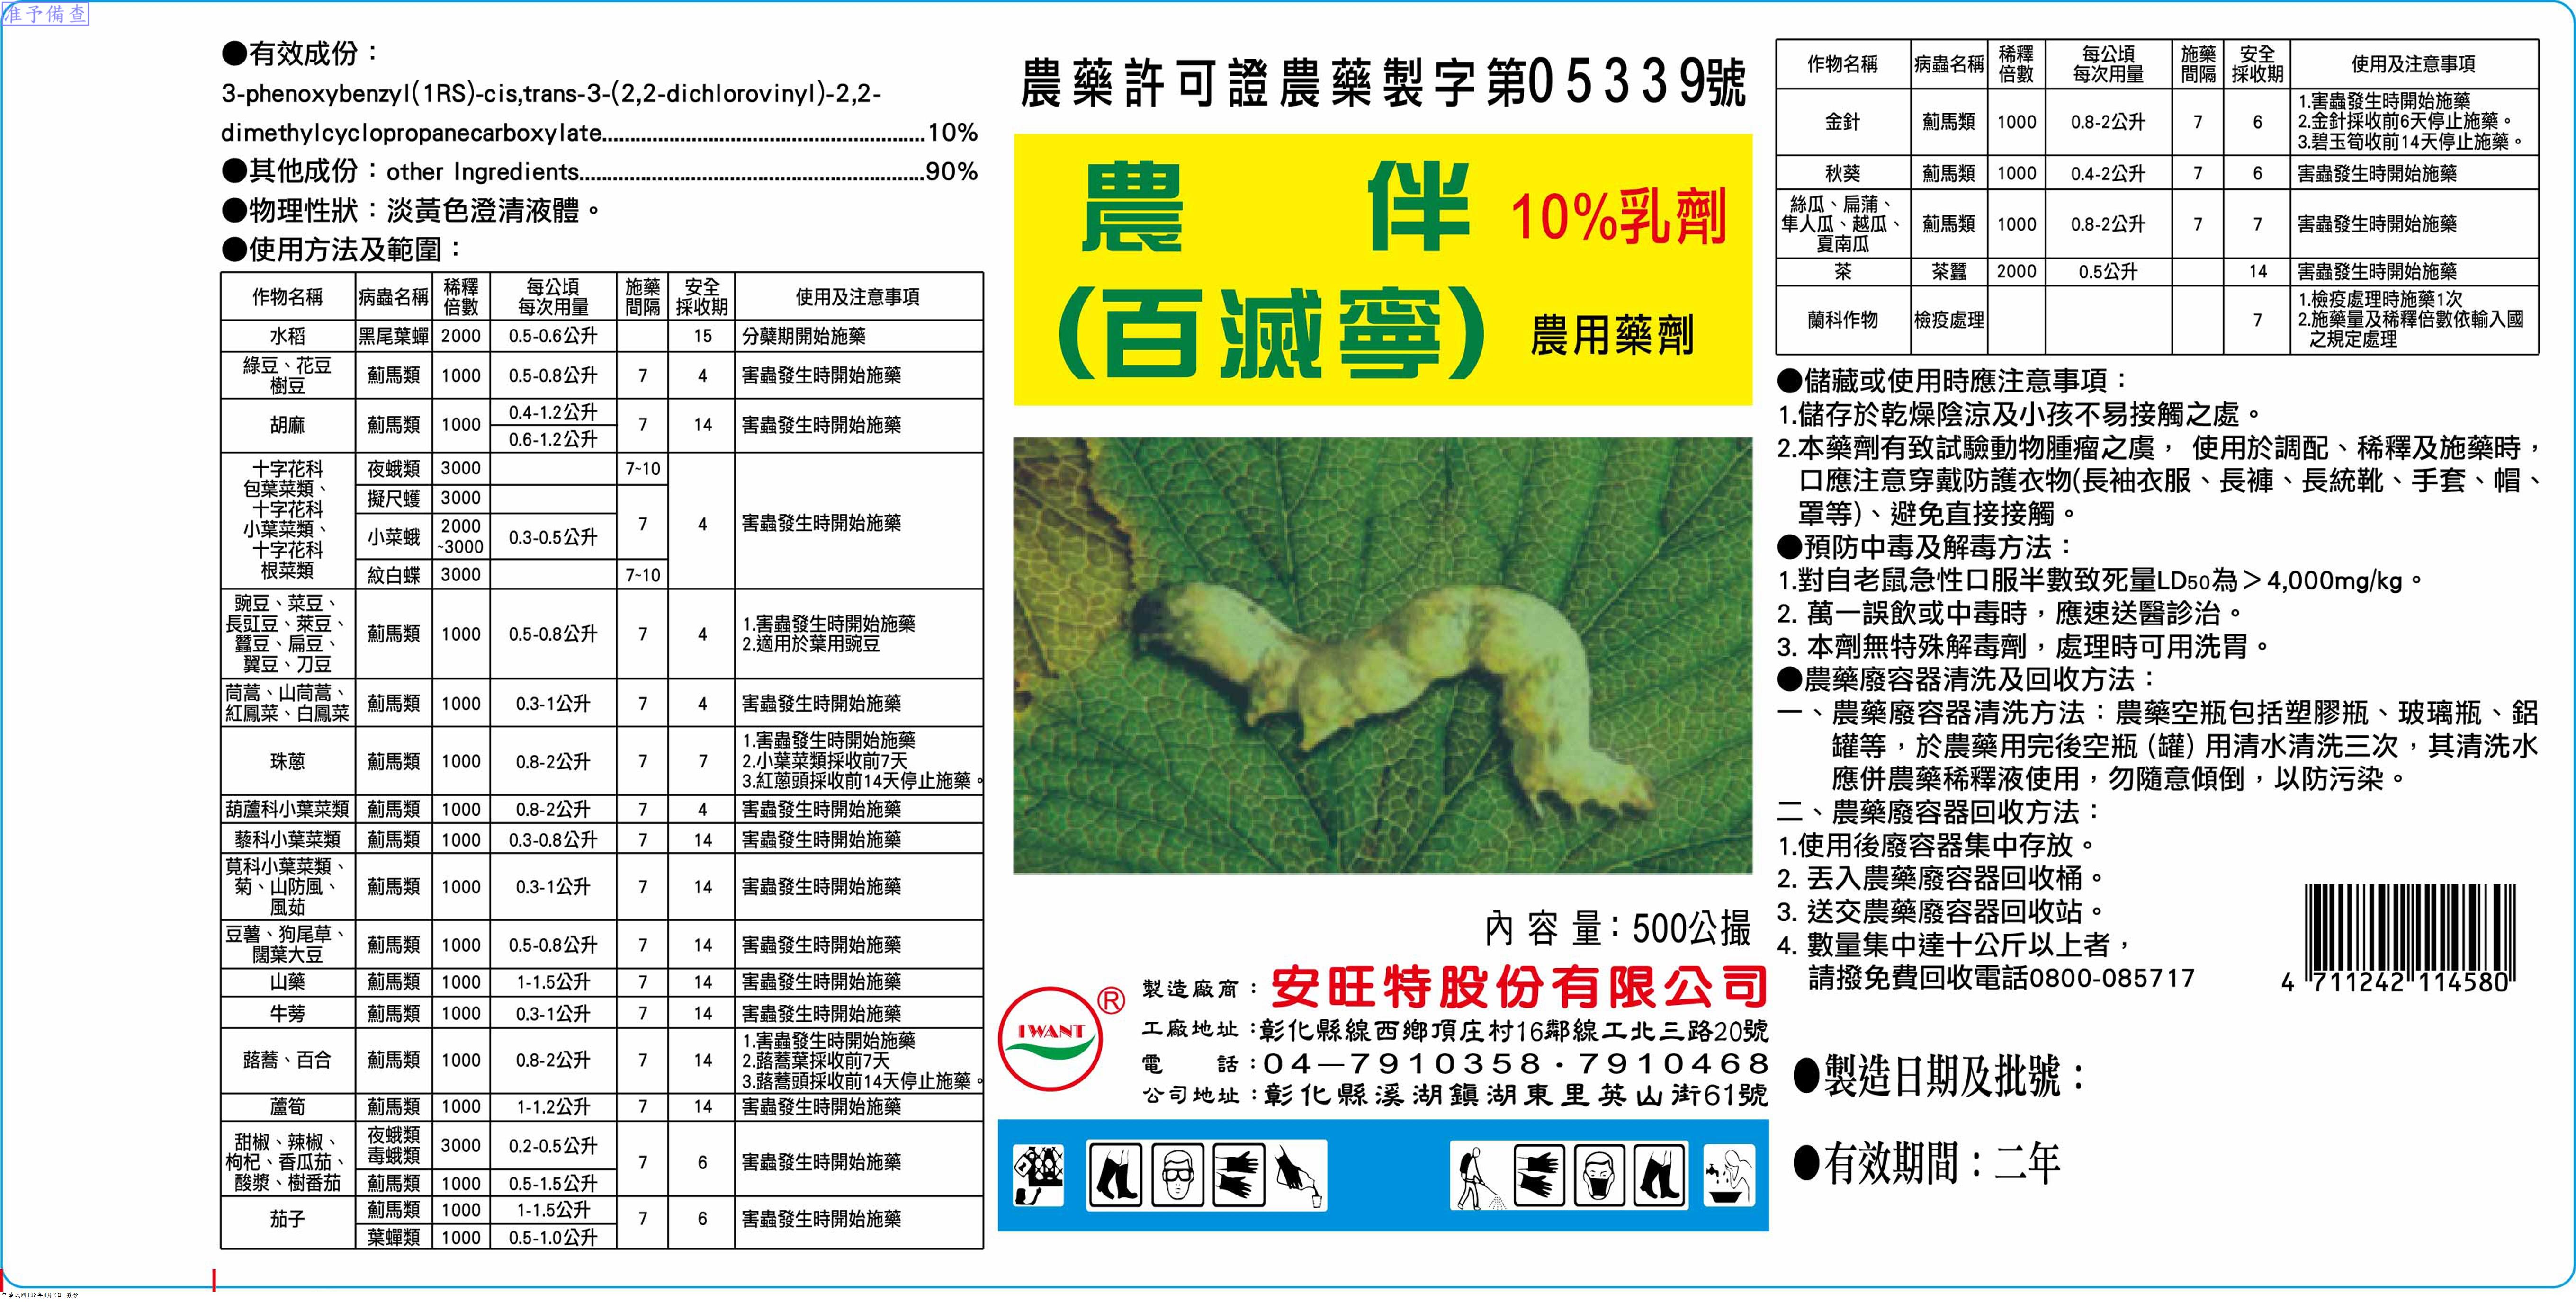 准予備查
●有效成份：
3-phenoxybenzyl(1RS)-cis,trans-3-(2,2-dichlorovinyl)-2,2-
dimethylcyclopropanecarboxylate......10%
●其他成份：other Ingredients......90%
●物理性狀：淡黃色澄清液體。
●使用方法及範圍：
作物名稱 病蟲名稱 稀釋倍數 每公頃每次用量 施藥間隔 安全採收期 使用及注意事項
水稻 黑尾葉蟬 2000 0.5-0.6公升 15 分蘗期開始施藥
綠豆、花豆 樹豆 薊馬類 1000 0.5-0.8公升 7 4 害蟲發生時開始施藥
胡麻 薊馬類 1000 0.4-1.2公升 0.6-1.2公升 7 14 害蟲發生時開始施藥
十字花科包葉菜類、十字花科小葉菜類、十字花科根菜類 夜蛾類 3000 7~10 4 害蟲發生時開始施藥
擬尺蠖 3000 7
小菜蛾 2000~3000 0.3-0.5公升
紋白蝶 3000 7~10
豌豆、菜豆、長豇豆、萊豆、蠶豆、扁豆、翼豆、刀豆 薊馬類 1000 0.5-0.8公升 7 4 1.害蟲發生時開始施藥
2.適用於葉用豌豆
茼蒿、山茼蒿、紅鳳菜、白鳳菜 薊馬類 1000 0.3-1公升 7 4 害蟲發生時開始施藥
珠蔥 薊馬類 1000 0.8-2公升 7 7 1.害蟲發生時開始施藥
2.小葉菜類採收前7天
3.紅蔥頭採收前14天停止施藥。
葫蘆科小葉菜類 薊馬類 1000 0.8-2公升 7 4 害蟲發生時開始施藥
藜科小葉菜類 薊馬類 1000 0.3-0.8公升 7 14 害蟲發生時開始施藥
莧科小葉菜類、菊、山防風、風茹 薊馬類 1000 0.3-1公升 7 14 害蟲發生時開始施藥
豆薯、狗尾草、闊葉大豆 薊馬類 1000 0.5-0.8公升 7 14 害蟲發生時開始施藥
山藥 薊馬類 1000 1-1.5公升 7 14 害蟲發生時開始施藥
牛蒡 薊馬類 1000 0.3-1公升 7 14 害蟲發生時開始施藥
蕗蕎、百合 薊馬類 1000 0.8-2公升 7 14 1.害蟲發生時開始施藥
2.蕗蕎葉採收前7天
3.蕗蕎頭採收前14天停止施藥。
蘆筍 薊馬類 1000 1-1.2公升 7 14 害蟲發生時開始施藥
甜椒、辣椒、枸杞、香瓜茄、酸漿、樹番茄 夜蛾類 毒蛾類 3000 0.2-0.5公升 7 6 害蟲發生時開始施藥
薊馬類 1000 0.5-1.5公升
茄子 薊馬類 1000 1-1.5公升 7 6 害蟲發生時開始施藥
葉蟬類 1000 0.5-1.0公升
農藥許可證農藥製字第05339號
農伴 10%乳劑
(百滅寧) 農用藥劑
內容量：500公撮
IWANT ®
製造廠商：安旺特股份有限公司
工廠地址：彰化縣線西鄉頂庄村16鄰線工北三路20號
電話：04—7910358·7910468
公司地址：彰化縣溪湖鎮湖東里英山街61號
作物名稱 病蟲名稱 稀釋倍數 每公頃每次用量 施藥間隔 安全採收期 使用及注意事項
金針 薊馬類 1000 0.8-2公升 7 6 1.害蟲發生時開始施藥
2.金針採收前6天停止施藥。
3.碧玉筍收前14天停止施藥。
秋葵 薊馬類 1000 0.4-2公升 7 6 害蟲發生時開始施藥
絲瓜、扁蒲、隼人瓜、越瓜、夏南瓜 薊馬類 1000 0.8-2公升 7 7 害蟲發生時開始施藥
茶 茶蠶 2000 0.5公升 14 害蟲發生時開始施藥
蘭科作物 檢疫處理 7 1.檢疫處理時施藥1次
2.施藥量及稀釋倍數依輸入國
之規定處理
●儲藏或使用時應注意事項：
1.儲存於乾燥陰涼及小孩不易接觸之處。
2.本藥劑有致試驗動物腫瘤之虞， 使用於調配、稀釋及施藥時，
口應注意穿戴防護衣物(長袖衣服、長褲、長統靴、手套、帽、
罩等)、避免直接接觸。
●預防中毒及解毒方法：
1.對自老鼠急性口服半數致死量LD50為＞4,000mg/kg。
2. 萬一誤飲或中毒時，應速送醫診治。
3. 本劑無特殊解毒劑，處理時可用洗胃。
●農藥廢容器清洗及回收方法：
一、農藥廢容器清洗方法：農藥空瓶包括塑膠瓶、玻璃瓶、鋁
罐等，於農藥用完後空瓶(罐)用清水清洗三次，其清洗水
應併農藥稀釋液使用，勿隨意傾倒，以防污染。
二、農藥廢容器回收方法：
1.使用後廢容器集中存放。
2. 丟入農藥廢容器回收桶。
3. 送交農藥廢容器回收站。
4. 數量集中達十公斤以上者，
請撥免費回收電話0800-085717
4 711242 114580
●製造日期及批號：
●有效期間：二年